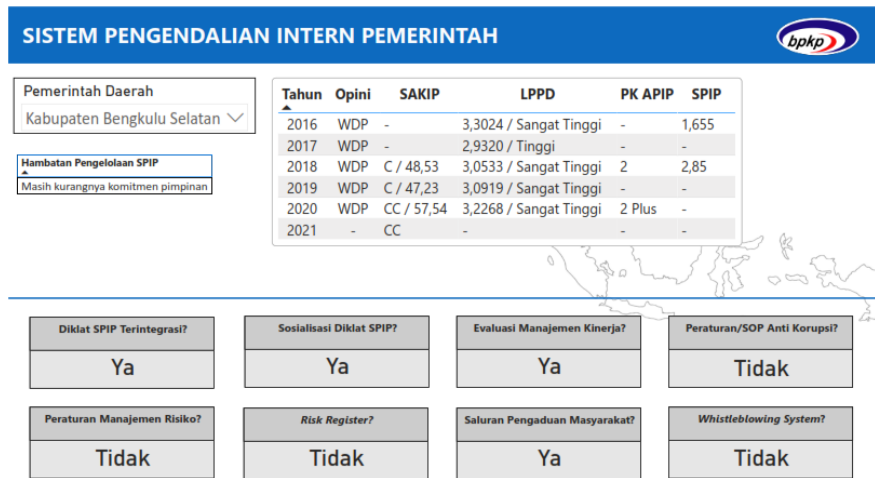 SISTEM PENGENDALIAN INTERN PEMERINTAH
bpkp
Pemerintah Daerah
Kabupaten Bengkulu Selatan
Hambatan Pengelolaan SPIP
Masih kurangnya komitmen pimpinan
Tahun Opini SAKIP LPPD PK APIP SPIP
2016 WDP - 3,3024 / Sangat Tinggi - 1,655
2017 WDP - 2,9320 / Tinggi - -
2018 WDP C / 48,53 3,0533 / Sangat Tinggi 2 2,85
2019 WDP C / 47,23 3,0919 / Sangat Tinggi - -
2020 WDP CC / 57,54 3,2268 / Sangat Tinggi 2 Plus -
2021 - CC - - -
Diklat SPIP Terintegrasi? Sosialisasi Diklat SPIP? Evaluasi Manajemen Kinerja? Peraturan/SOP Anti Korupsi?
Ya Ya Ya Tidak
Peraturan Manajemen Risiko? Risk Register? Saluran Pengaduan Masyarakat? Whistleblowing System?
Tidak Tidak Ya Tidak